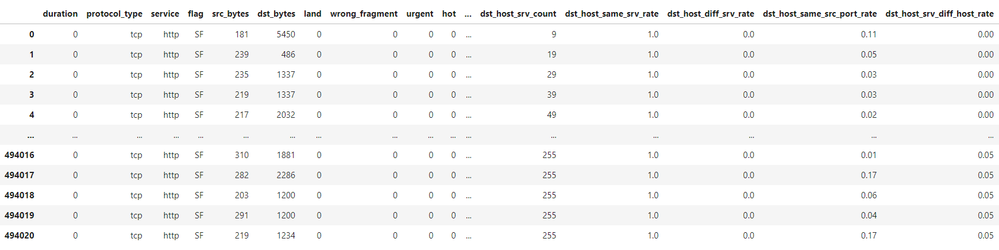 duration protocol_type service flag src_bytes dst_bytes land wrong_fragment urgent hot ... dst_host_srv_count dst_host_same_srv_rate dst_host_diff_srv_rate dst_host_same_src_port_rate dst_host_srv_diff_host_rate
0 0 tcp http SF 181 5450 0 0 0 0 ... 9 1.0 0.0 0.11 0.00
1 0 tcp http SF 239 486 0 0 0 0 ... 19 1.0 0.0 0.05 0.00
2 0 tcp http SF 235 1337 0 0 0 0 ... 29 1.0 0.0 0.03 0.00
3 0 tcp http SF 219 1337 0 0 0 0 ... 39 1.0 0.0 0.03 0.00
4 0 tcp http SF 217 2032 0 0 0 0 ... 49 1.0 0.0 0.02 0.00
... ... ... ... ... ... ... ... ... ... ... ... ... ... ... ... ...
494016 0 tcp http SF 310 1881 0 0 0 0 ... 255 1.0 0.0 0.01 0.05
494017 0 tcp http SF 282 2286 0 0 0 0 ... 255 1.0 0.0 0.17 0.05
494018 0 tcp http SF 203 1200 0 0 0 0 ... 255 1.0 0.0 0.06 0.05
494019 0 tcp http SF 291 1200 0 0 0 0 ... 255 1.0 0.0 0.04 0.05
494020 0 tcp http SF 219 1234 0 0 0 0 ... 255 1.0 0.0 0.17 0.05